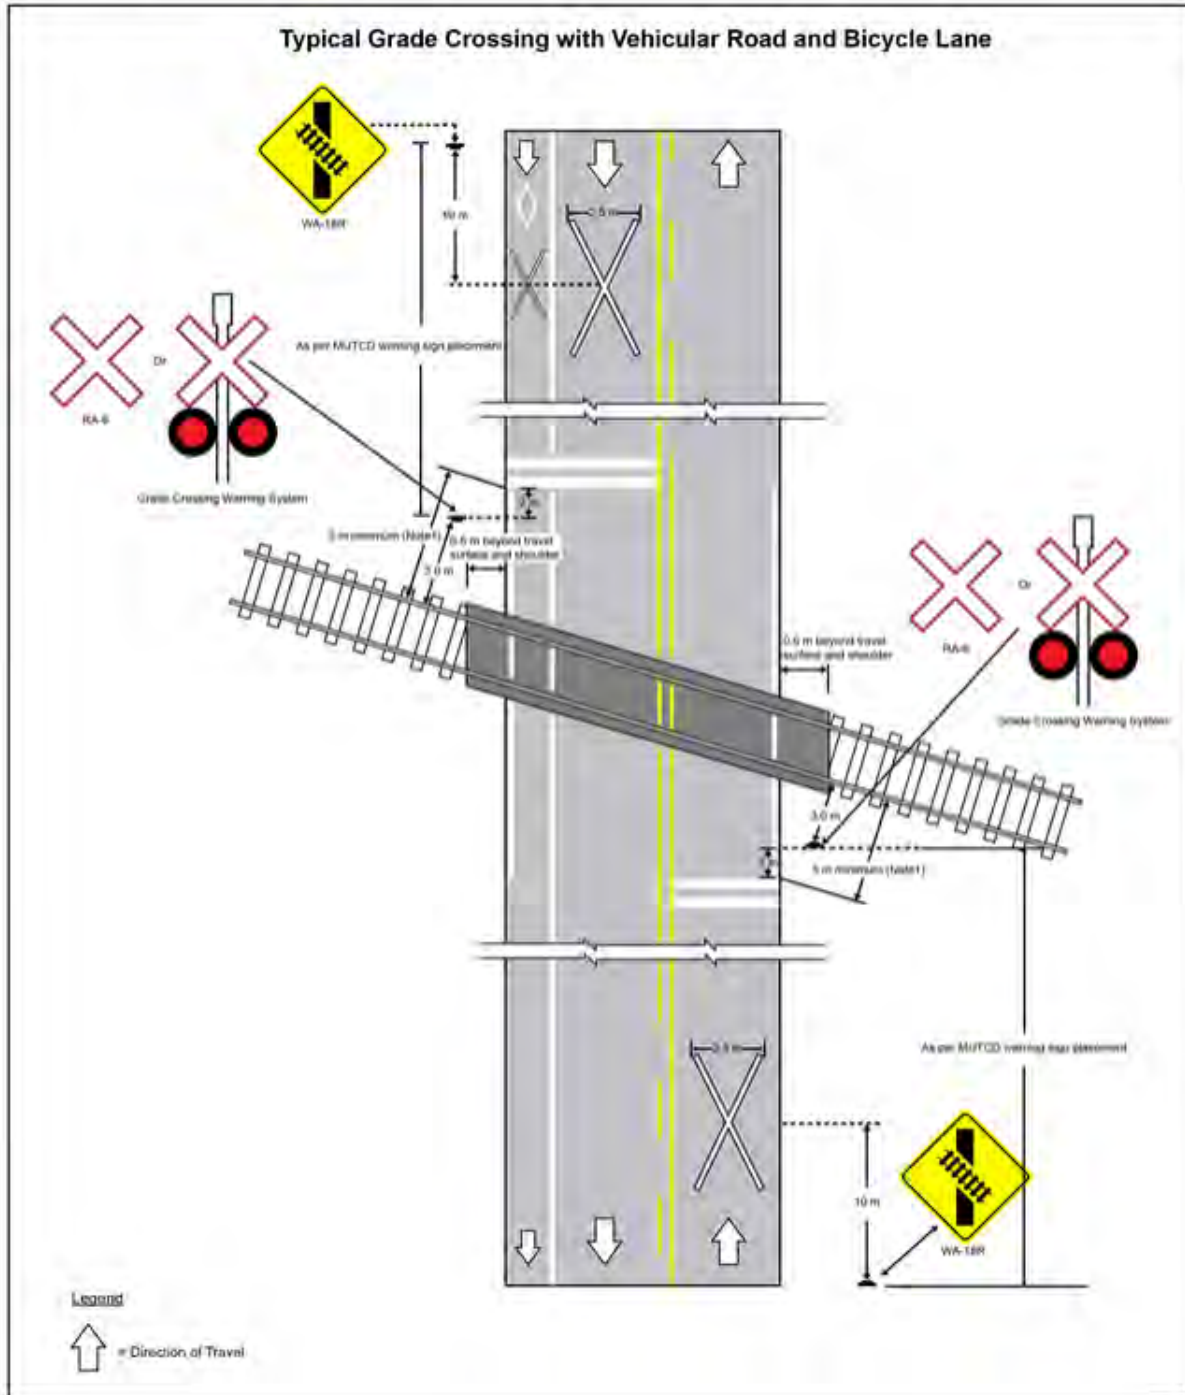 Typical Grade Crossing with Vehicular Road and Bicycle Lane
WA-18R
10 m
As per MUTCD warning sign placement
RA-6
Or
Grade Crossing Warning System
5 m minimum (Note1)
3.0 m
0.6 m beyond travel
surface and shoulder
RA-6
Or
Grade Crossing Warning System
0.6 m beyond travel
surface and shoulder
3.0 m
5 m minimum (Note1)
As per MUTCD warning sign placement
10 m
WA-18R
Legend
= Direction of Travel